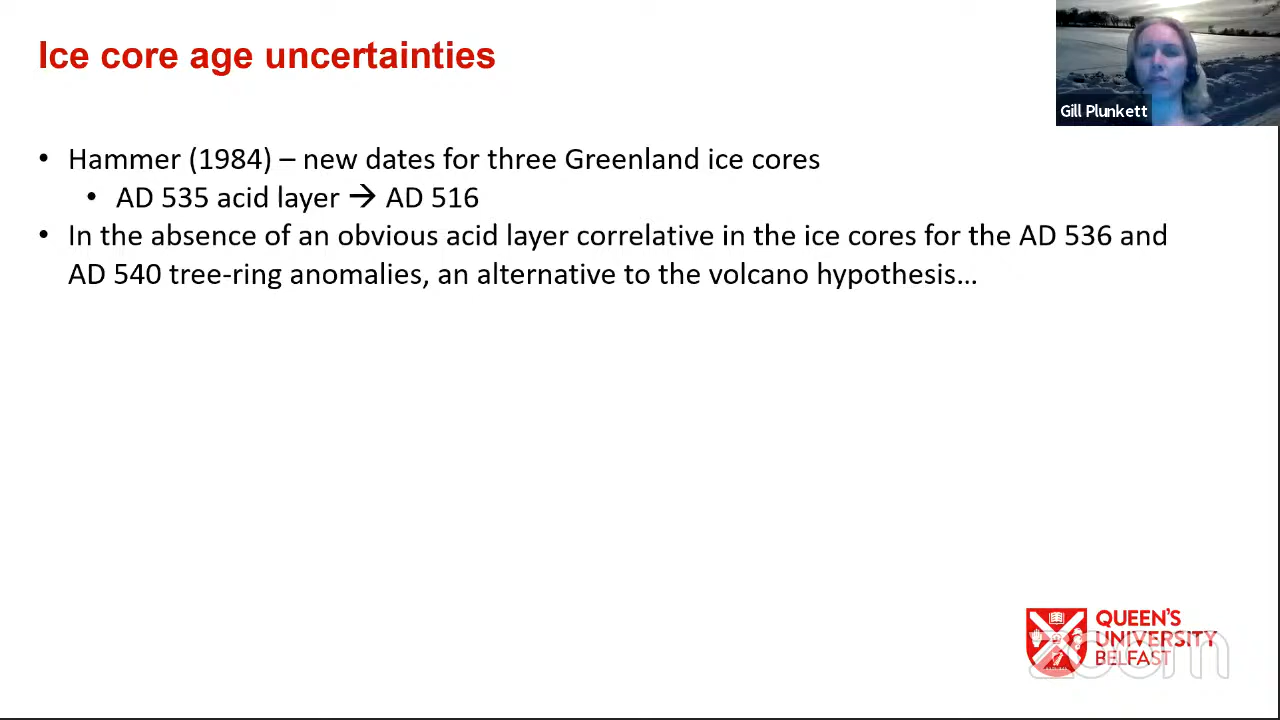 Ice core age uncertainties
Gill Plunkett
• Hammer (1984) – new dates for three Greenland ice cores
• AD 535 acid layer → AD 516
• In the absence of an obvious acid layer correlative in the ice cores for the AD 536 and
AD 540 tree-ring anomalies, an alternative to the volcano hypothesis…
QUEEN'S
UNIVERSITY
BELFAST
zoom